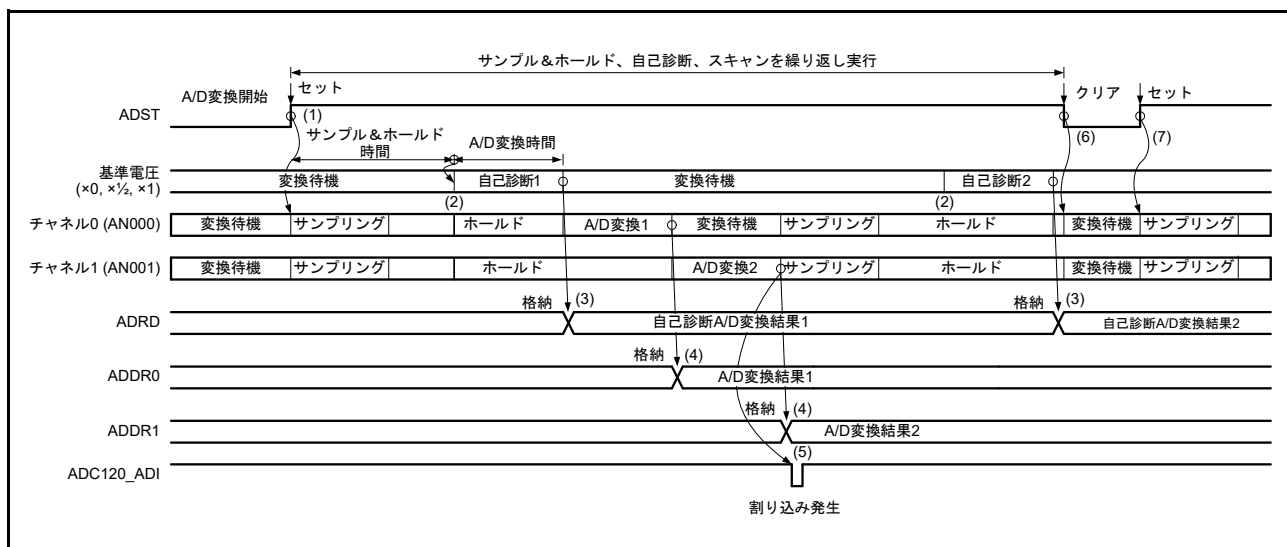 サンプル＆ホールド、自己診断、スキャンを繰り返し実行
A/D変換開始 セット クリア セット
ADST (1) (6) (7)
サンプル＆ホールド時間 A/D変換時間
基準電圧
(×0, ×½, ×1)
変換待機 自己診断1 変換待機 自己診断2
(2) (2)
チャネル0 (AN000) 変換待機 サンプリング ホールド A/D変換1 変換待機 サンプリング ホールド 変換待機 サンプリング
チャネル1 (AN001) 変換待機 サンプリング ホールド A/D変換2 サンプリング ホールド 変換待機 サンプリング
格納 (3) 格納 (3)
ADRD 自己診断A/D変換結果1 自己診断A/D変換結果2
格納 (4)
ADDR0 A/D変換結果1
格納 (4)
ADDR1 A/D変換結果2
(5)
ADC120_ADI
割り込み発生